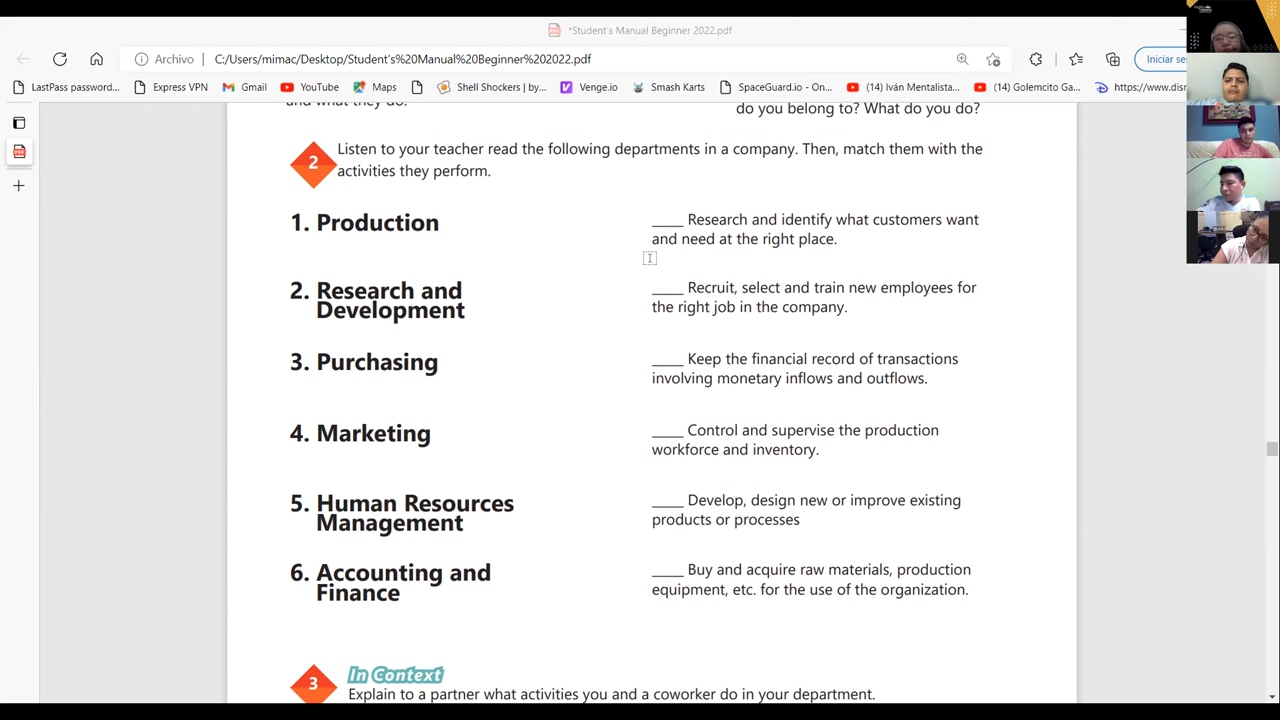 *Student's Manual Beginner 2022.pdf
Archivo
C:/Users/mimac/Desktop/Student's%20Manual%20Beginner%202022.pdf
Iniciar se
LastPass password...
Express VPN
Gmail
YouTube
Maps
Shell Shockers | by...
Venge.io
Smash Karts
SpaceGuard.io - On...
(14) Iván Mentalista...
(14) Golemcito Ga...
https://www.disn
and what they do.
do you belong to? What do you do?
2
Listen to your teacher read the following departments in a company. Then, match them with the
activities they perform.
1. Production
____ Research and identify what customers want
and need at the right place.
2. Research and
Development
____ Recruit, select and train new employees for
the right job in the company.
3. Purchasing
____ Keep the financial record of transactions
involving monetary inflows and outflows.
4. Marketing
____ Control and supervise the production
workforce and inventory.
5. Human Resources
Management
____ Develop, design new or improve existing
products or processes
6. Accounting and
Finance
____ Buy and acquire raw materials, production
equipment, etc. for the use of the organization.
3
In Context
Explain to a partner what activities you and a coworker do in your department.